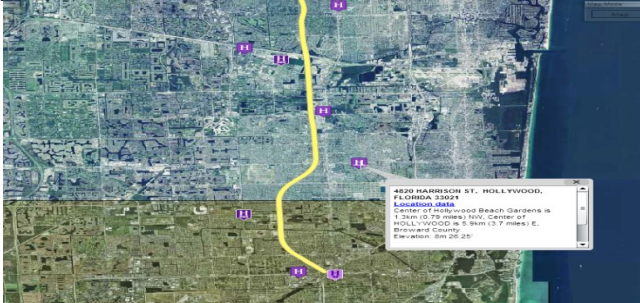 H
H
H
H
H
4820 HARRISON ST, HOLLYWOOD,
FLORIDA 33021
Location data
Center of Hollywood Beach Gardens is
1.3km (0.79 miles) NW, Center of
HOLLYWOOD is 5.9km (3.7 miles) E,
Broward County
Elevation: 8m 26.25'
H
H
U